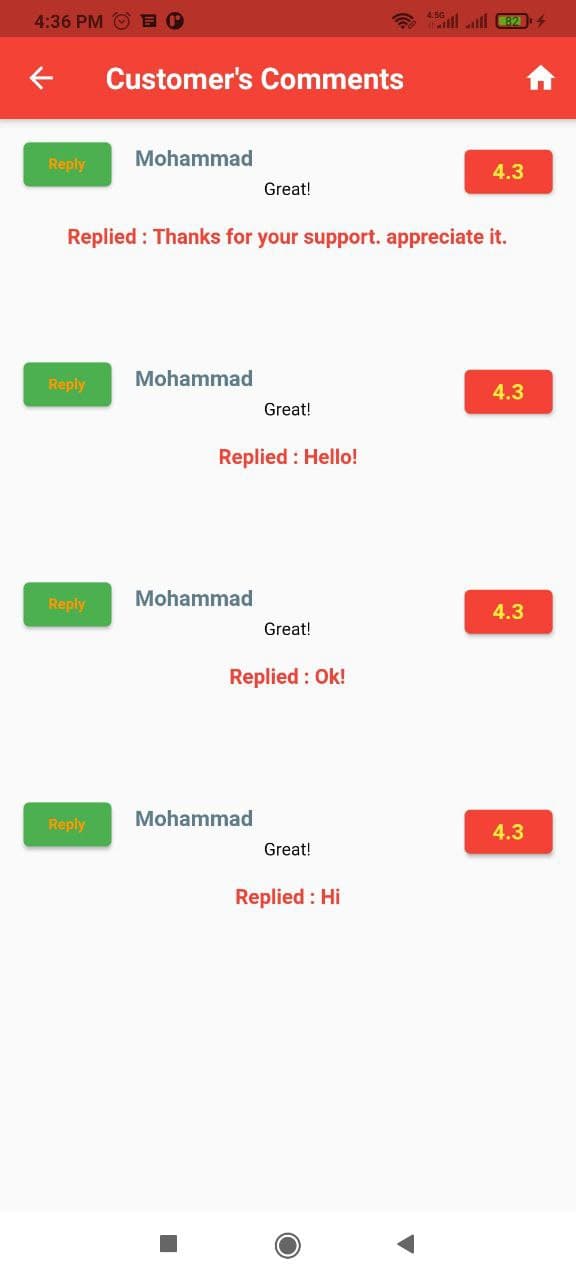 4:36 PM
4.5G
82
Customer's Comments
Reply
Mohammad
4.3
Great!
Replied : Thanks for your support. appreciate it.
Reply
Mohammad
4.3
Great!
Replied : Hello!
Reply
Mohammad
4.3
Great!
Replied : Ok!
Reply
Mohammad
4.3
Great!
Replied : Hi